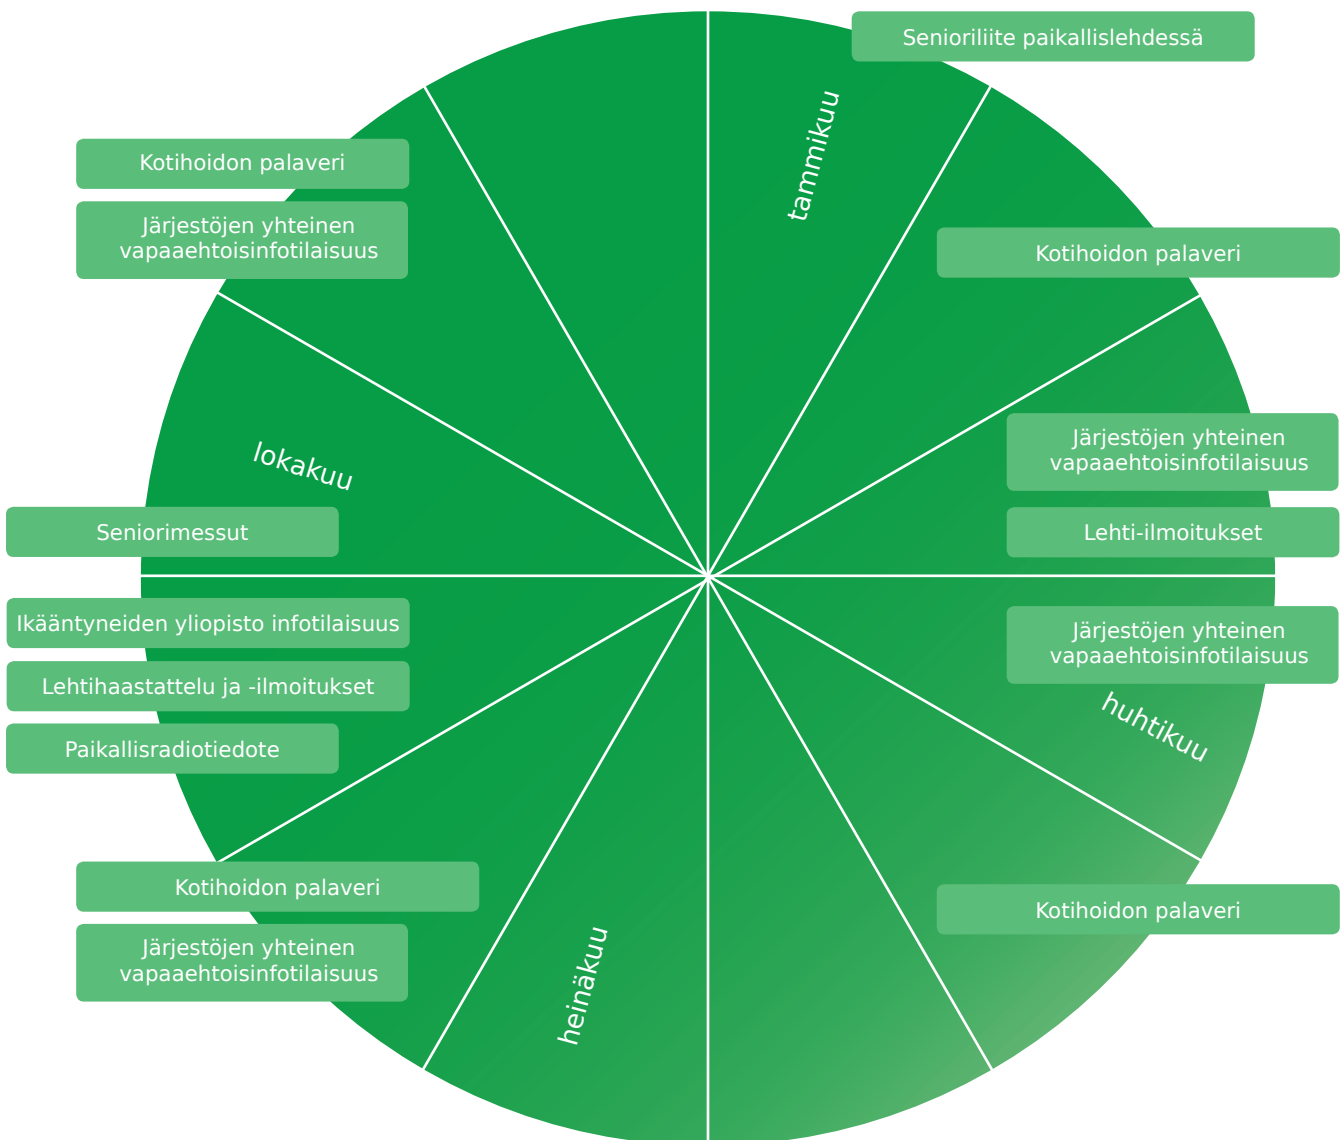 Senioriliite paikallislehdessä
tammikuu
Kotihoidon palaveri
Järjestöjen yhteinen
vapaaehtoisinfotilaisuus
Kotihoidon palaveri
Järjestöjen yhteinen
vapaaehtoisinfotilaisuus
Lehti-ilmoitukset
lokakuu
Seniorimessut
Järjestöjen yhteinen
vapaaehtoisinfotilaisuus
huhtikuu
Ikääntyneiden yliopisto infotilaisuus
Lehtihaastattelu ja -ilmoitukset
Paikallisradiotiedote
Kotihoidon palaveri
Järjestöjen yhteinen
vapaaehtoisinfotilaisuus
Kotihoidon palaveri
heinäkuu